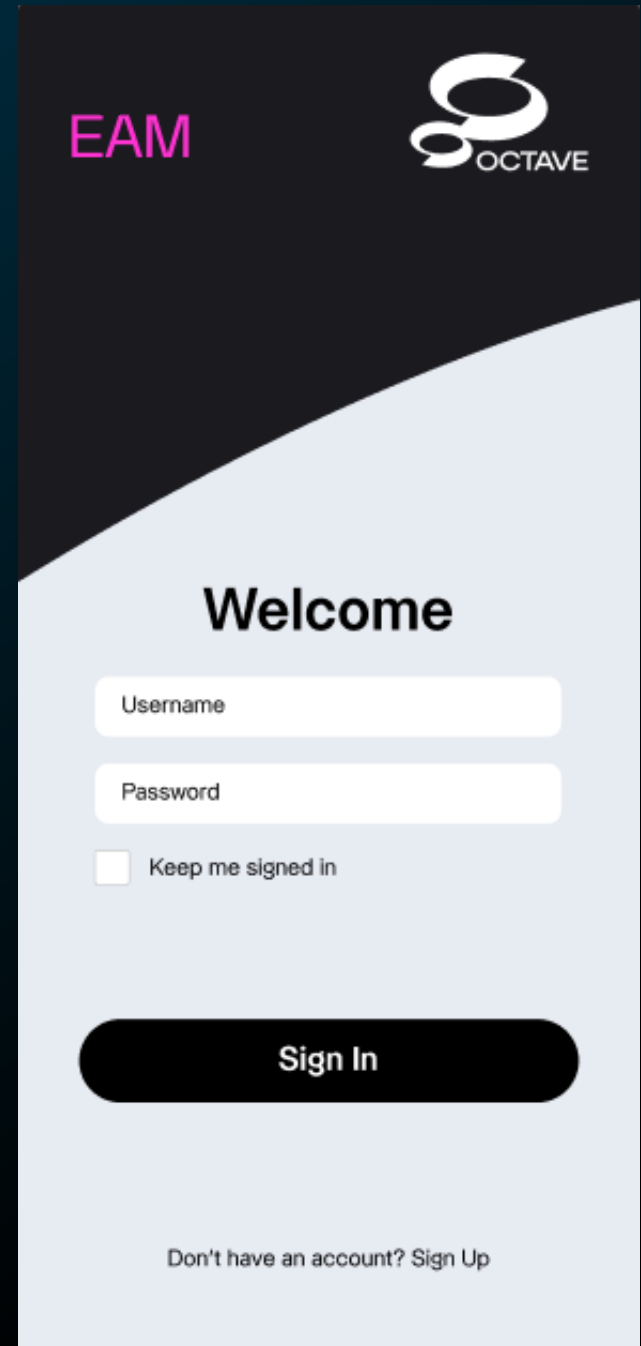 EAM
OCTAVE
Welcome
Username
Password
Keep me signed in
Sign In
Don't have an account? Sign Up